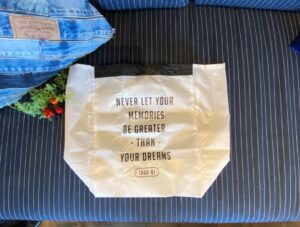 NEVER LET YOUR
MEMORIES
BE GREATER
- THAN -
YOUR DREAMS